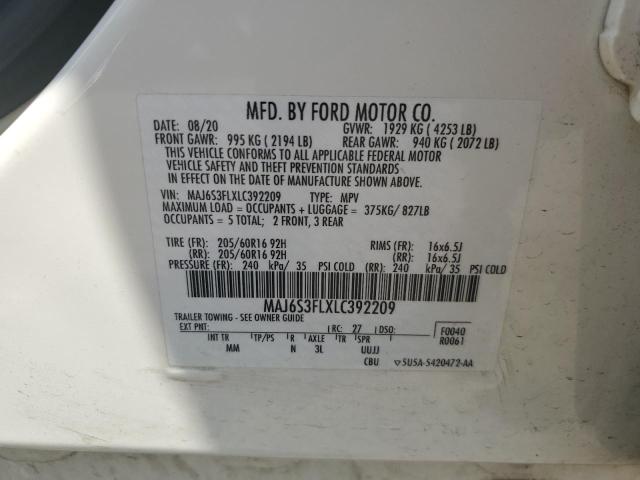 MFD. BY FORD MOTOR CO.
DATE: 08/20 GVWR: 1929 KG ( 4253 LB)
FRONT GAWR: 995 KG ( 2194 LB) REAR GAWR: 940 KG ( 2072 LB)
THIS VEHICLE CONFORMS TO ALL APPLICABLE FEDERAL MOTOR
VEHICLE SAFETY AND THEFT PREVENTION STANDARDS
IN EFFECT ON THE DATE OF MANUFACTURE SHOWN ABOVE.
VIN: MAJ6S3FLXLC392209 TYPE: MPV
MAXIMUM LOAD = OCCUPANTS + LUGGAGE = 375KG/ 827LB
OCCUPANTS = 5 TOTAL; 2 FRONT, 3 REAR
TIRE (FR): 205/60R16 92H RIMS (FR): 16x6.5J
(RR): 205/60R16 92H (RR): 16x6.5J
PRESSURE (FR): 240 kPa/ 35 PSI COLD (RR): 240 kPa/ 35 PSI COLD
MAJ6S3FLXLC392209
TRAILER TOWING - SEE OWNER GUIDE
EXT PNT: RC: 27 DSO: F0040
INT TR TP/PS R AXLE TR SPR R0061
MM N 3L UUJJ
CBU ▽5U5A-5420472-AA